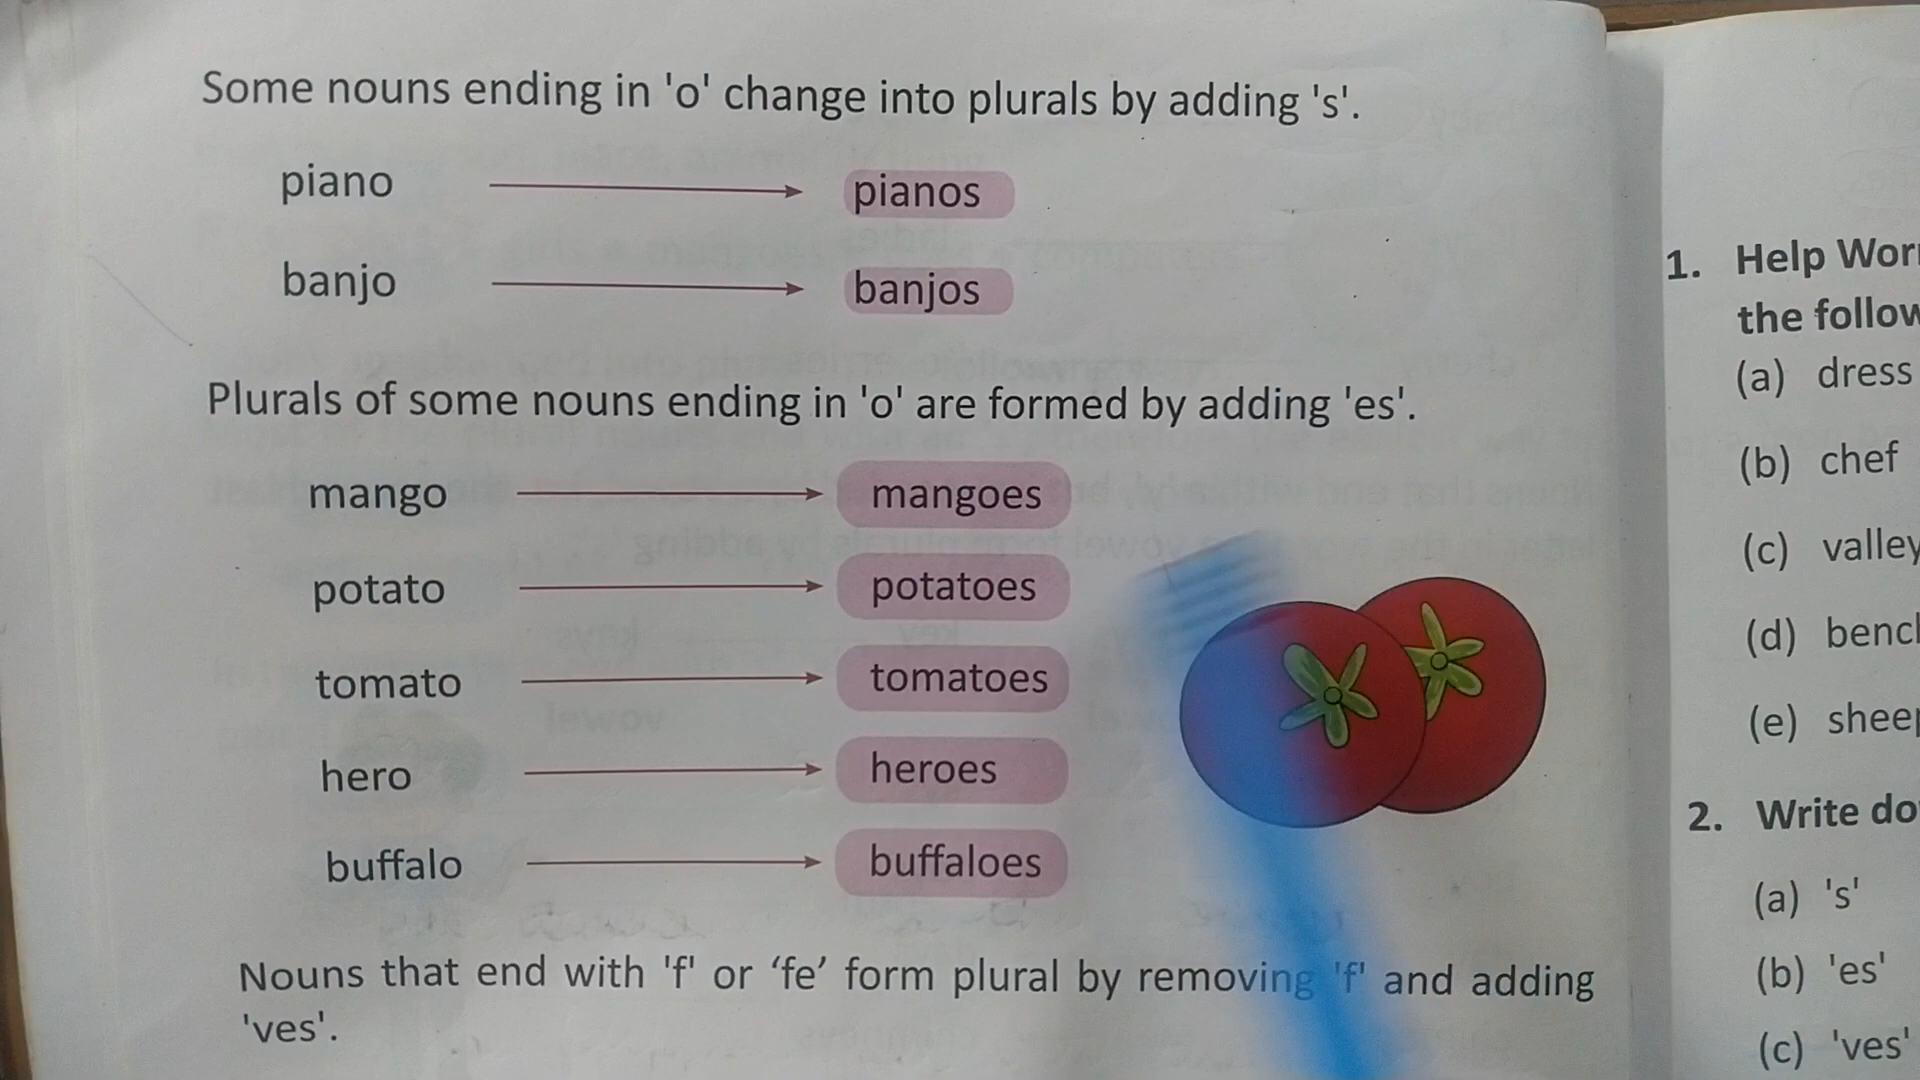 Some nouns ending in 'o' change into plurals by adding 's'.
piano pianos
banjo banjos
Plurals of some nouns ending in 'o' are formed by adding 'es'.
mango mangoes
potato potatoes
tomato tomatoes
hero heroes
buffalo buffaloes
Nouns that end with 'f' or ‘fe’ form plural by removing 'f' and adding
'ves'.
1. Help
the
(a) dress
(b) chef
(c) valley
(d)
(e)
2. Write
(a) 's'
(b) 'es'
(c) 'ves'